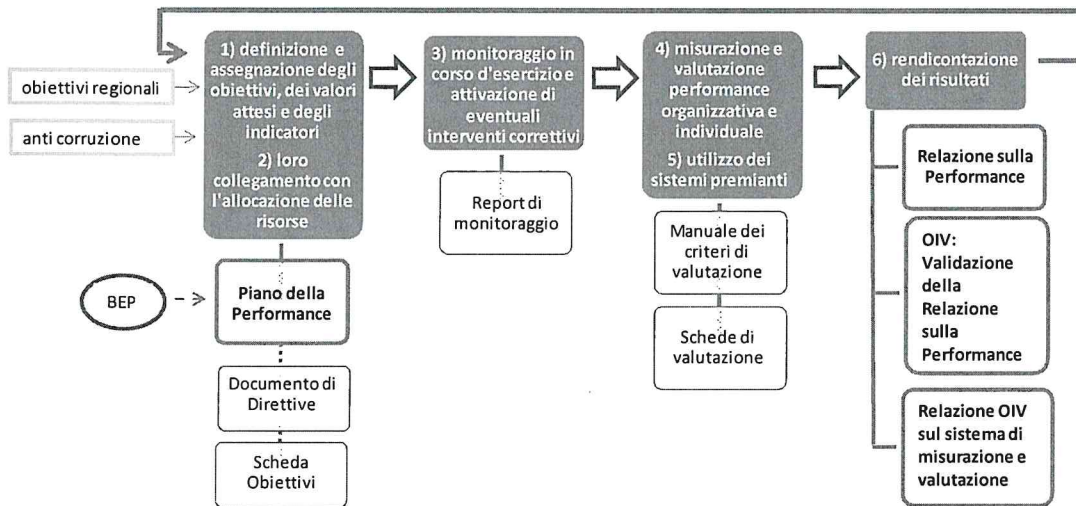 obiettivi regionali
anti corruzione
1) definizione e
assegnazione degli
obiettivi, dei valori
attesi e degli
indicatori
2) loro
collegamento con
l'allocazione delle
risorse
BEP
Piano della
Performance
Documento di
Direttive
Scheda
Obiettivi
3) monitoraggio in
corso d'esercizio e
attivazione di
eventuali
interventi correttivi
Report di
monitoraggio
4) misurazione e
valutazione
performance
organizzativa e
individuale
5) utilizzo dei
sistemi premianti
Manuale dei
criteri di
valutazione
Schede di
valutazione
6) rendicontazione
dei risultati
Relazione sulla
Performance
OIV:
Validazione
della
Relazione
sulla
Performance
Relazione OIV
sul sistema di
misurazione e
valutazione